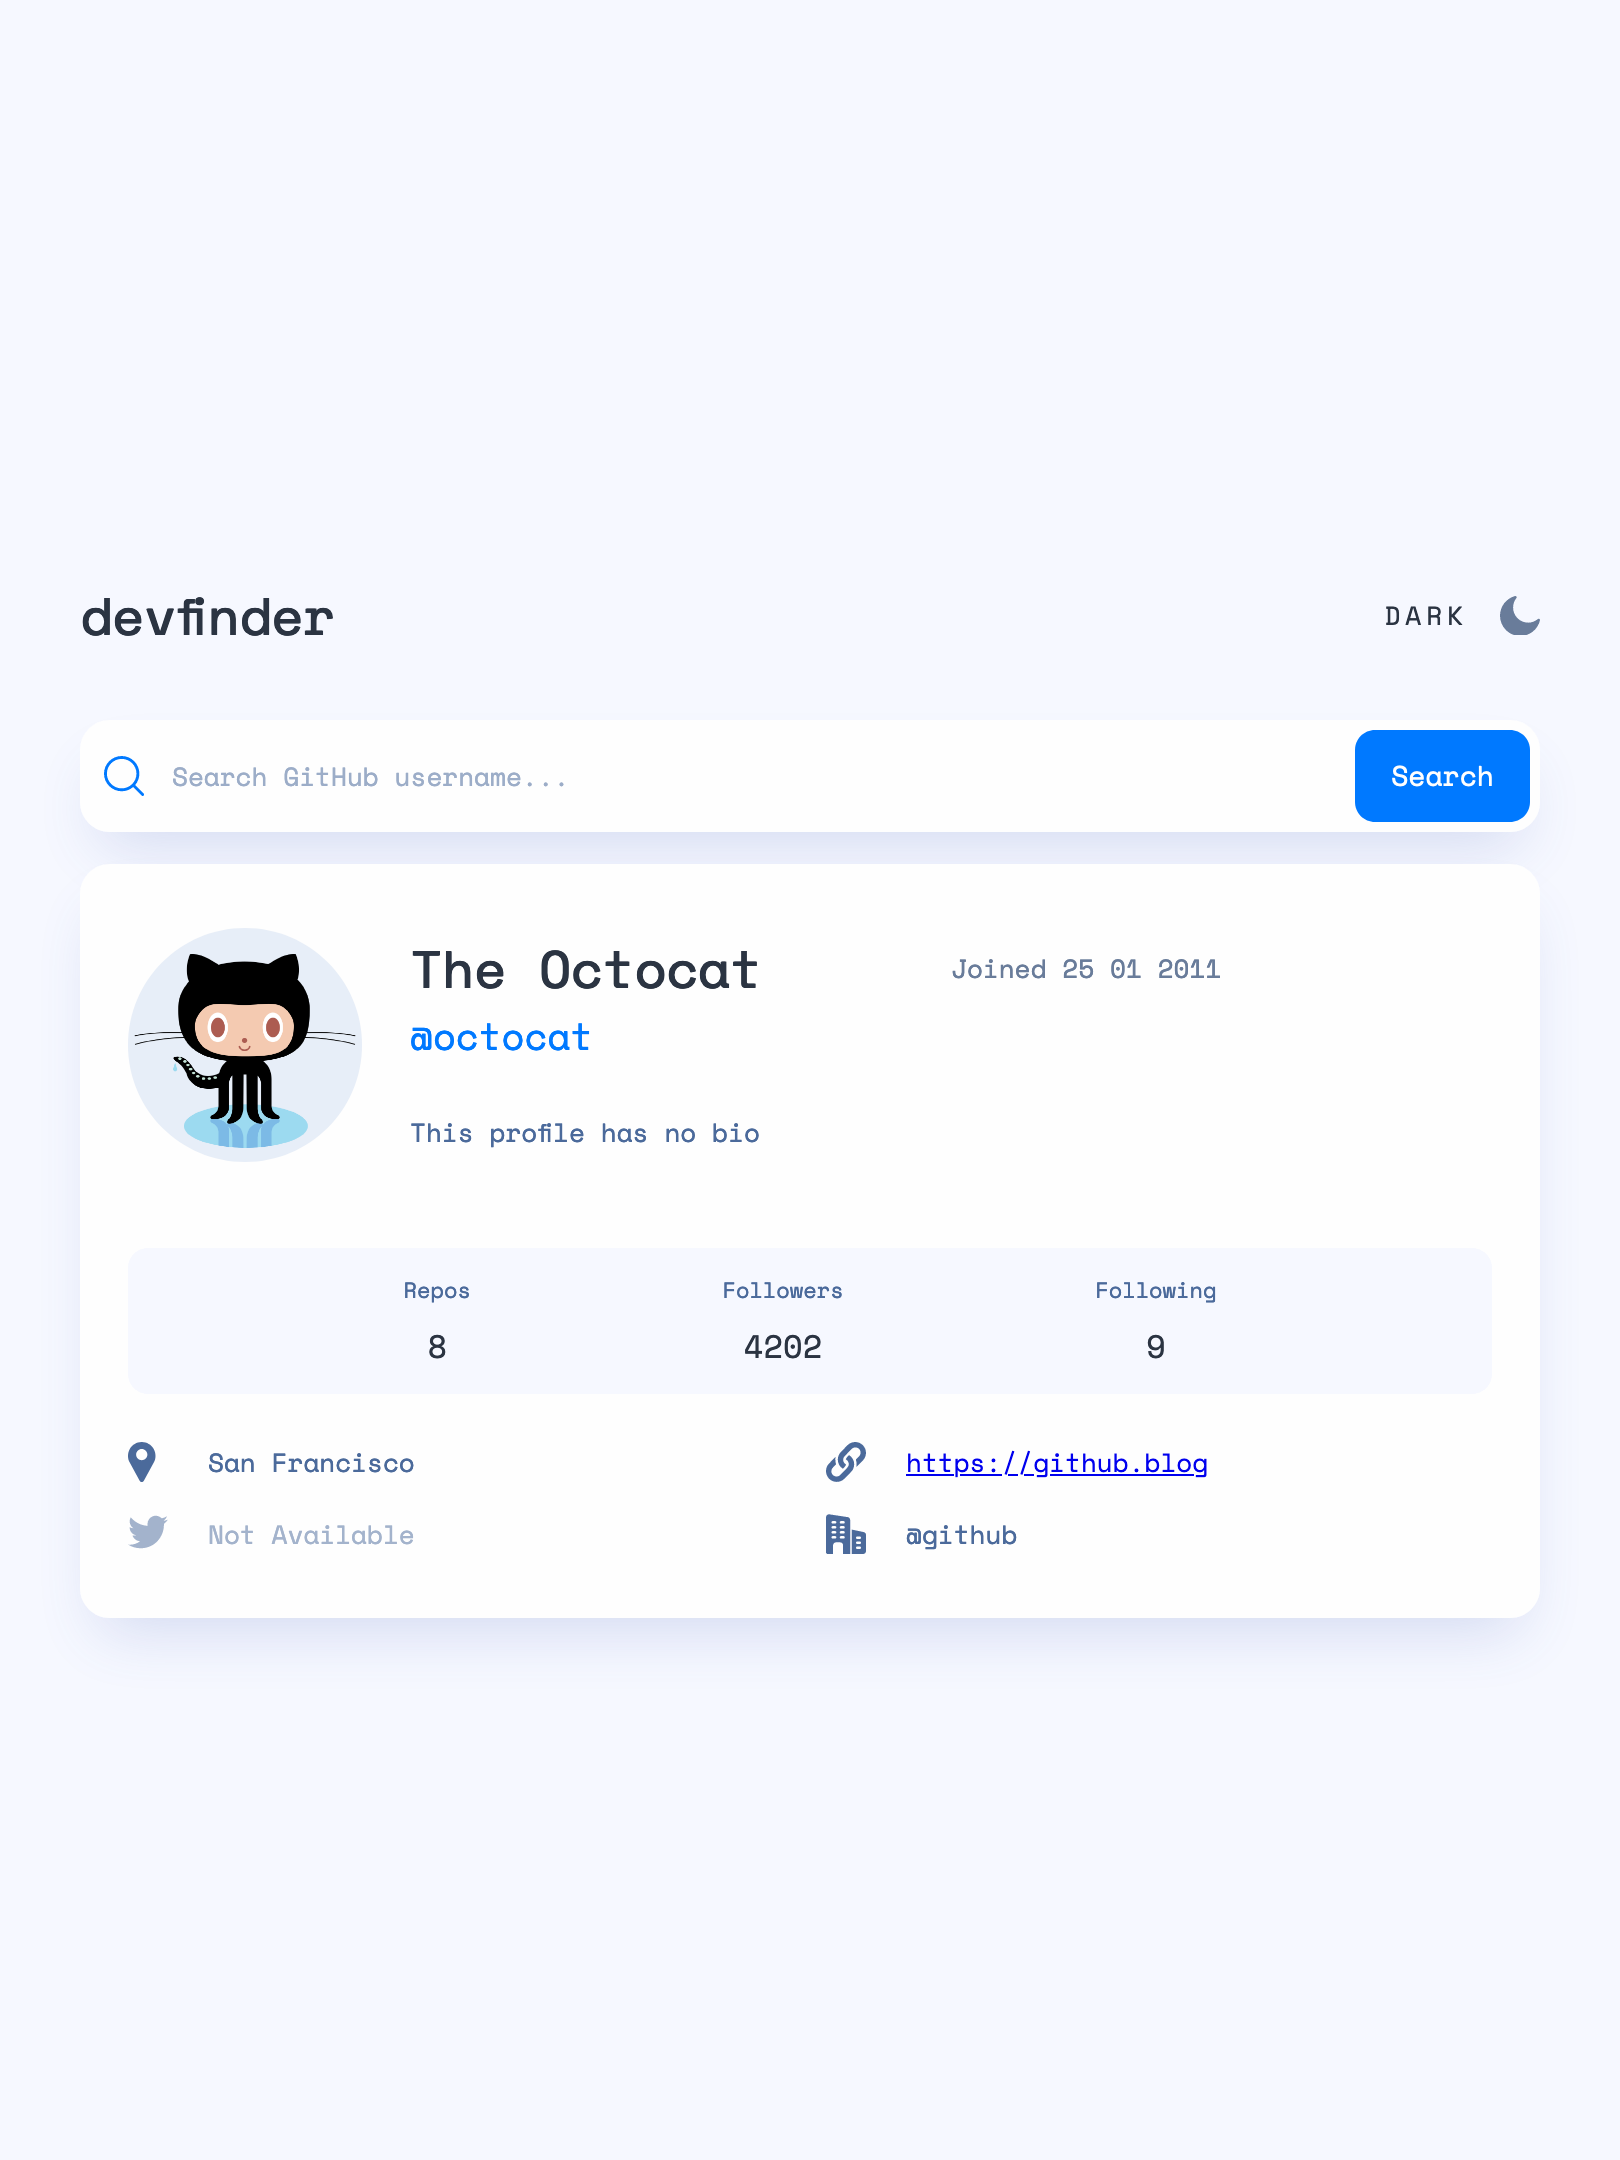 devfinder
DARK
Search GitHub username...
Search
The Octocat
Joined 25 01 2011
@octocat
This profile has no bio
Repos
Followers
Following
8
4202
9
San Francisco
https://github.blog
Not Available
@github